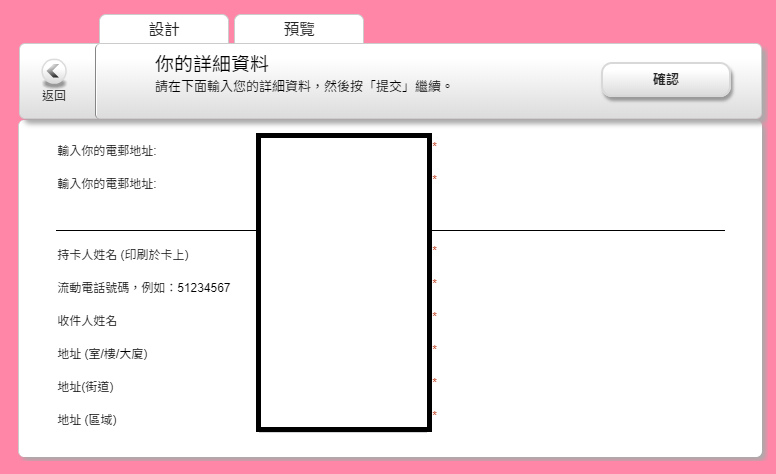 設計
預覽
返回
你的詳細資料
請在下面輸入您的詳細資料，然後按「提交」繼續。
確認
輸入你的電郵地址: *
輸入你的電郵地址: *
持卡人姓名 (印刷於卡上) *
流動電話號碼，例如：51234567 *
收件人姓名 *
地址 (室/樓/大廈) *
地址(街道) *
地址 (區域) *